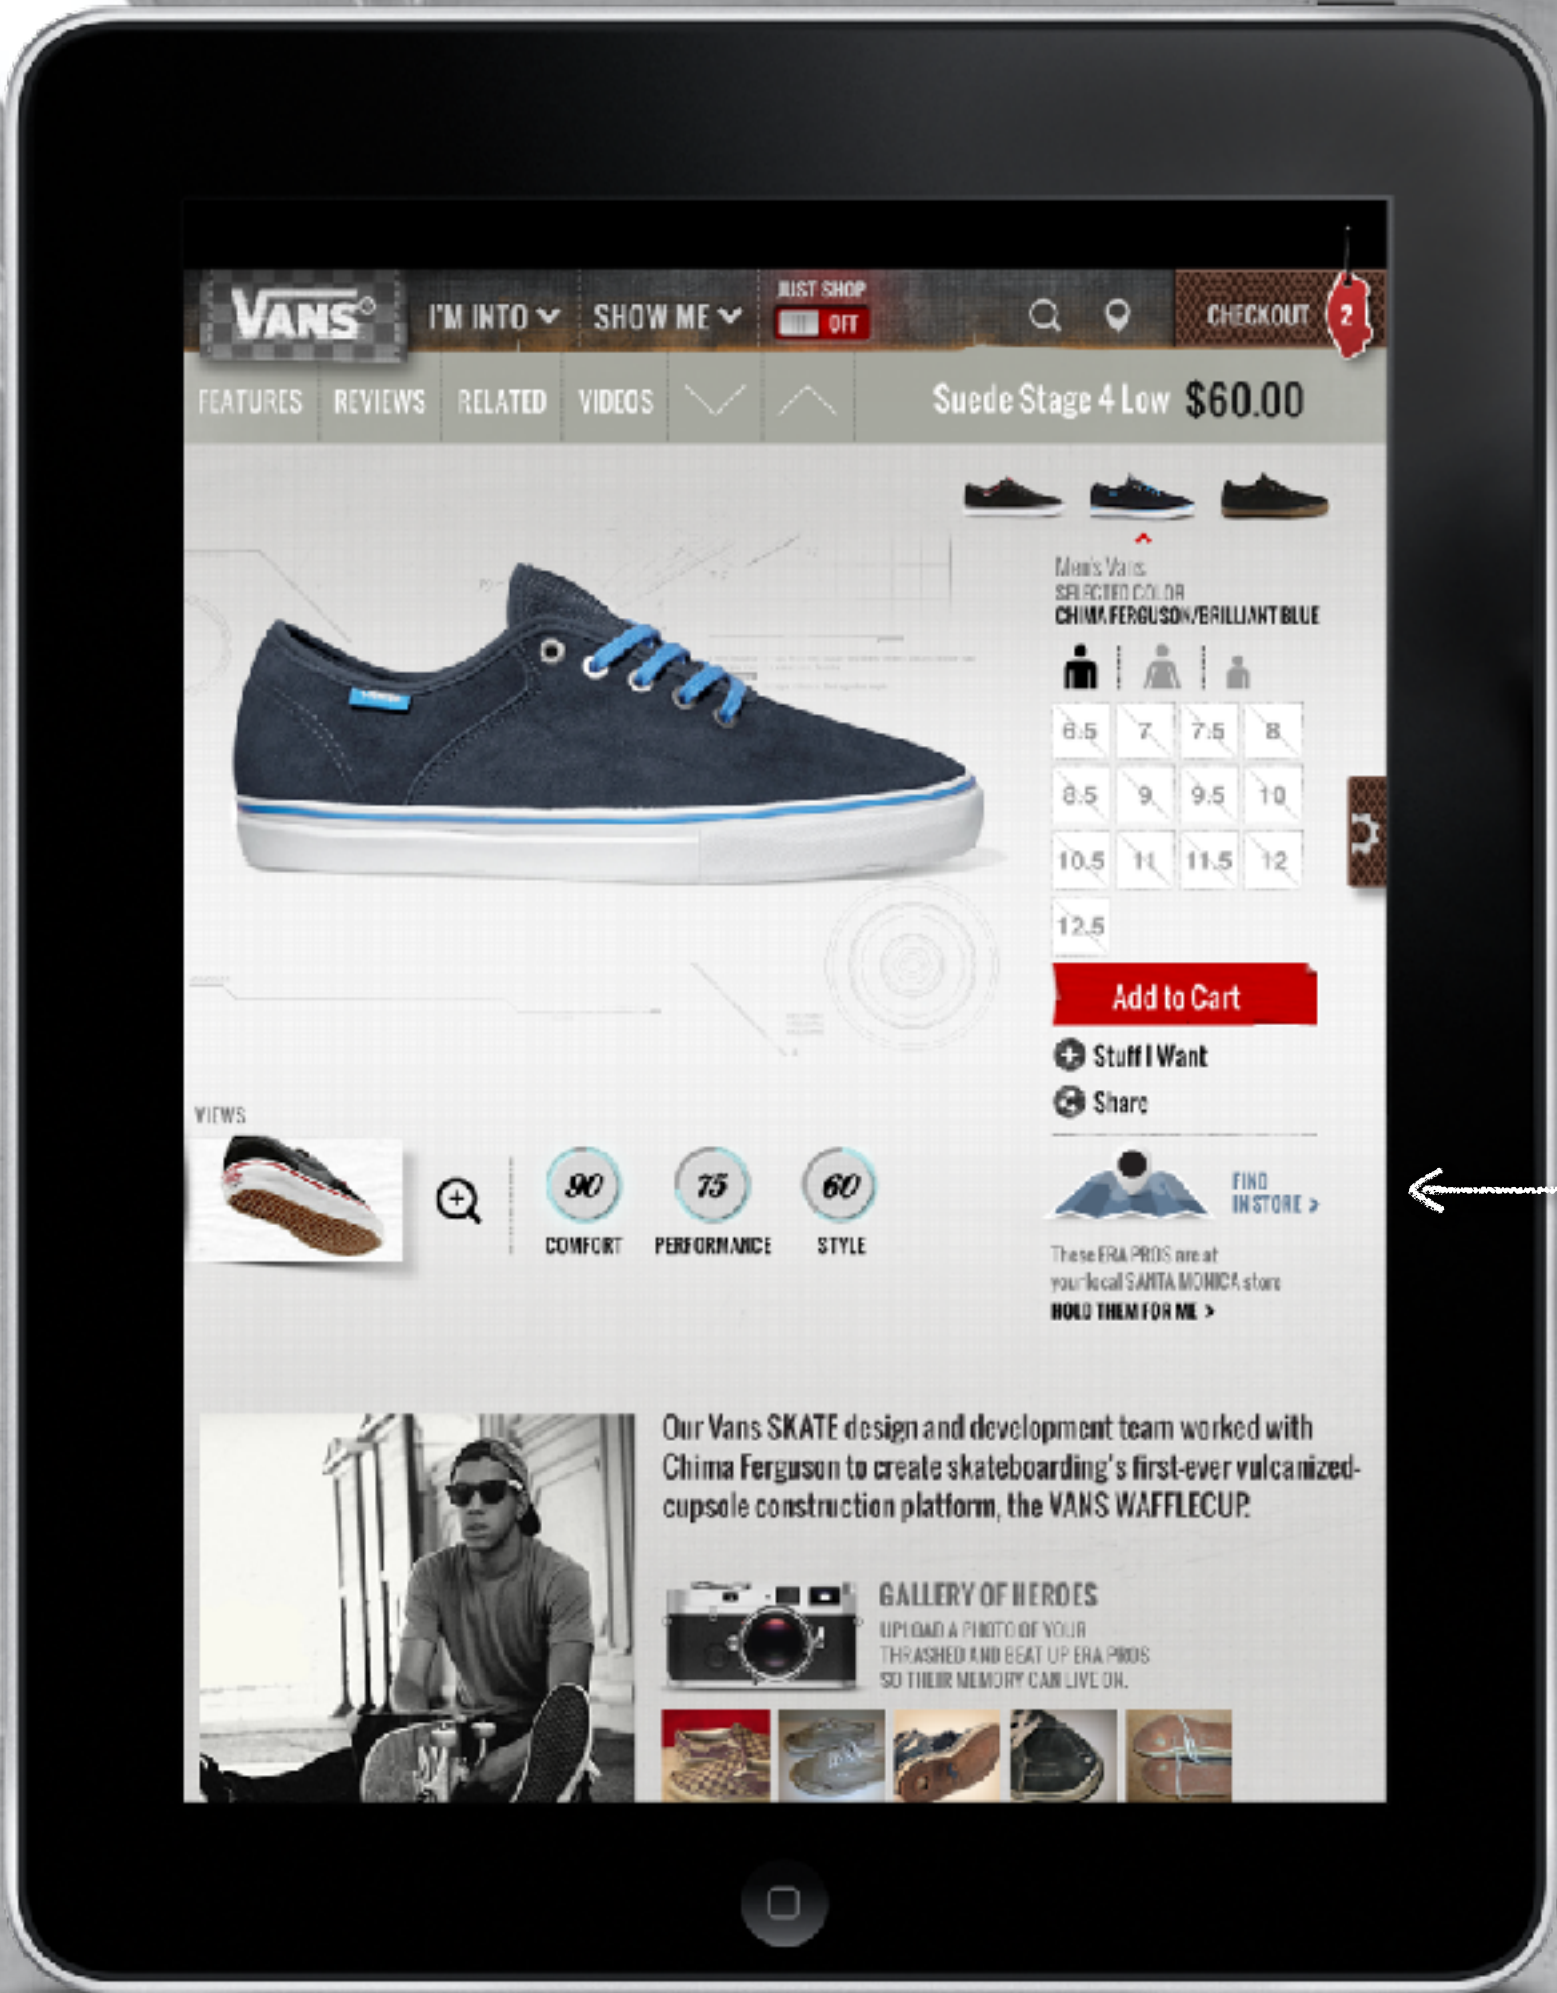 VANS
I'M INTO
SHOW ME
JUST SHOP
OFF
CHECKOUT
2
FEATURES
REVIEWS
RELATED
VIDEOS
Suede Stage 4 Low $60.00
Men's Vans
SELECTED COLOR
CHIMA FERGUSON/BRILLIANT BLUE
6.5 7 7.5 8
8.5 9 9.5 10
10.5 11 11.5 12
12.5
Add to Cart
Stuff I Want
Share
VIEWS
90 75 60
COMFORT PERFORMANCE STYLE
FIND
IN STORE >
These ERA PROS are at
your local SANTA MONICA store
HOLD THEM FOR ME >
Our Vans SKATE design and development team worked with
Chima Ferguson to create skateboarding's first-ever vulcanized-
cupsole construction platform, the VANS WAFFLECUP.
GALLERY OF HEROES
UPLOAD A PHOTO OF YOUR
THRASHED AND BEAT UP ERA PROS
SO THEIR MEMORY CAN LIVE ON.